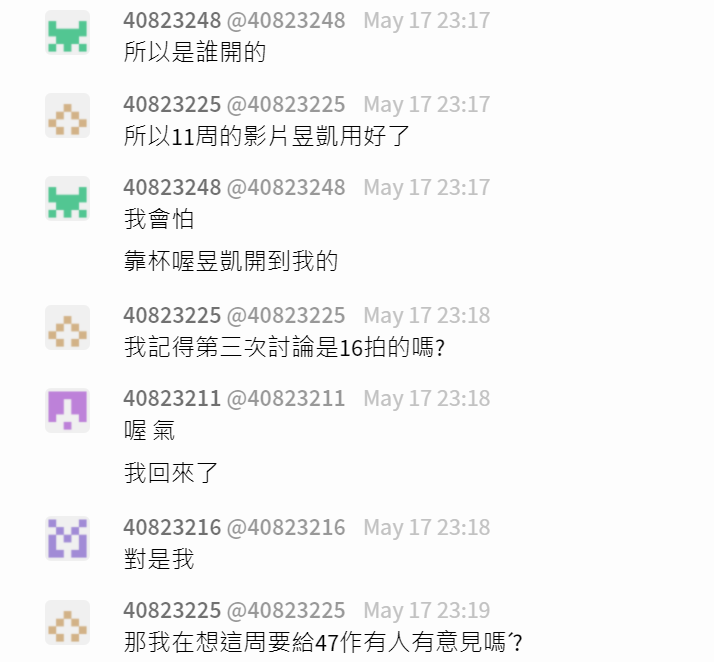 40823248 @40823248 May 17 23:17
所以是誰開的
40823225 @40823225 May 17 23:17
所以11周的影片昱凱用好了
40823248 @40823248 May 17 23:17
我會怕
靠杯喔昱凱開到我的
40823225 @40823225 May 17 23:18
我記得第三次討論是16拍的嗎?
40823211 @40823211 May 17 23:18
喔 氣
我回來了
40823216 @40823216 May 17 23:18
對是我
40823225 @40823225 May 17 23:19
那我在想這周要給47作有人有意見嗎ˊ?